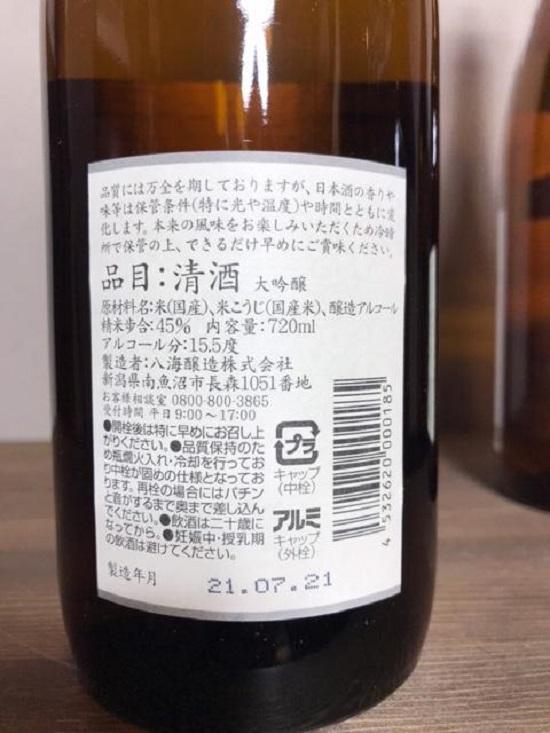 品質には万全を期しておりますが、日本酒の香りや
味等は保管条件(特に光や温度)や時間とともに変
化します。本来の風味をお楽しみいただくため冷暗
所で保管の上、できるだけ早めにご賞味ください。
品目:清酒 大吟醸
原材料名:米(国産)、米こうじ(国産米)、醸造アルコール
精米歩合:45% 内容量:720ml
アルコール分:15.5度
製造者:八海醸造株式会社
新潟県南魚沼市長森1051番地
お客様相談室 0800-800-3865
受付時間 平日 9:00〜17:00
●開栓後は特に早めにお召し上
がりください。●品質保持のた
め瓶燗火入れ・冷却を行ってお
り中栓が固めの仕様となってお
ります。再栓の場合にはパチン
と音がするまで奥まで差し込ん
でください。●飲酒は二十歳に
なってから。●妊娠中・授乳期
の飲酒は避けてください。
プラ
キャップ
(中栓)
アルミ
キャップ
(外栓)
4 532620 000185
製造年月 21.07.21